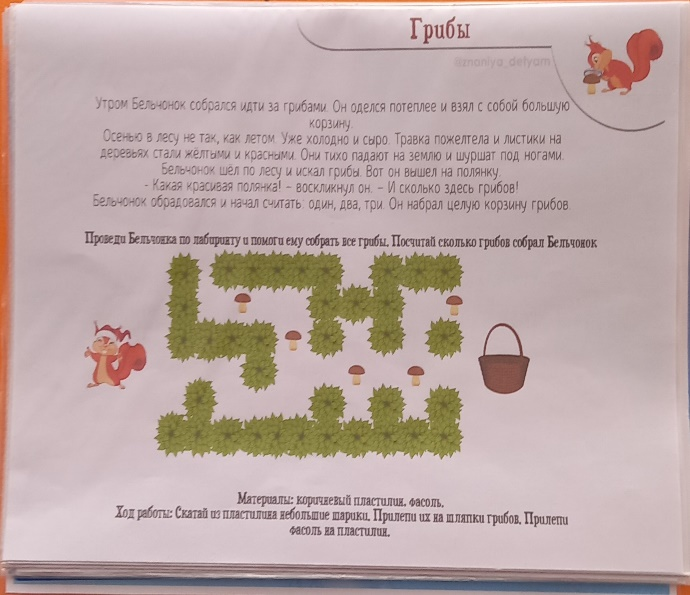 Грибы
@znaniya_detyam
Утром Бельчонок собрался идти за грибами. Он оделся потеплее и взял с собой большую
корзину.
Осенью в лесу не так, как летом. Уже холодно и сыро. Травка пожелтела и листики на
деревьях стали жёлтыми и красными. Они тихо падают на землю и шуршат под ногами.
Бельчонок шёл по лесу и искал грибы. Вот он вышел на полянку.
- Какая красивая полянка! – воскликнул он. – И сколько здесь грибов!
Бельчонок обрадовался и начал считать: один, два, три. Он набрал целую корзину грибов.
Проведи Бельчонка по лабиринту и помоги ему собрать все грибы. Посчитай сколько грибов собрал Бельчонок
Материалы: коричневый пластилин, фасоль.
Ход работы: Скатай из пластилина небольшие шарики. Прилепи их на шляпки грибов. Прилепи
фасоль на пластилин.